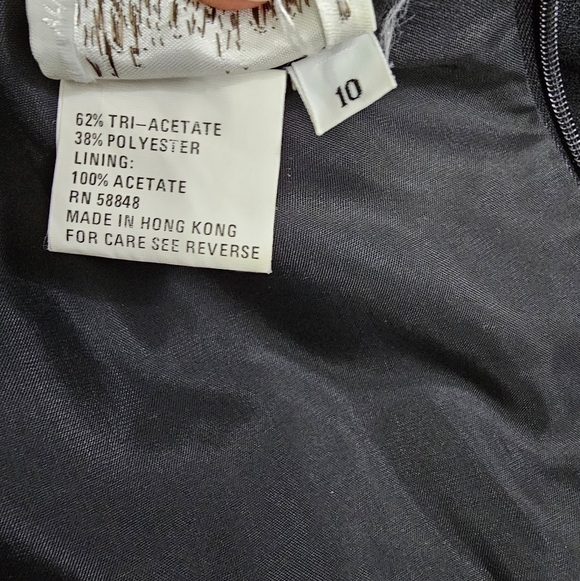 10
62% TRI-ACETATE
38% POLYESTER
LINING:
100% ACETATE
RN 58848
MADE IN HONG KONG
FOR CARE SEE REVERSE